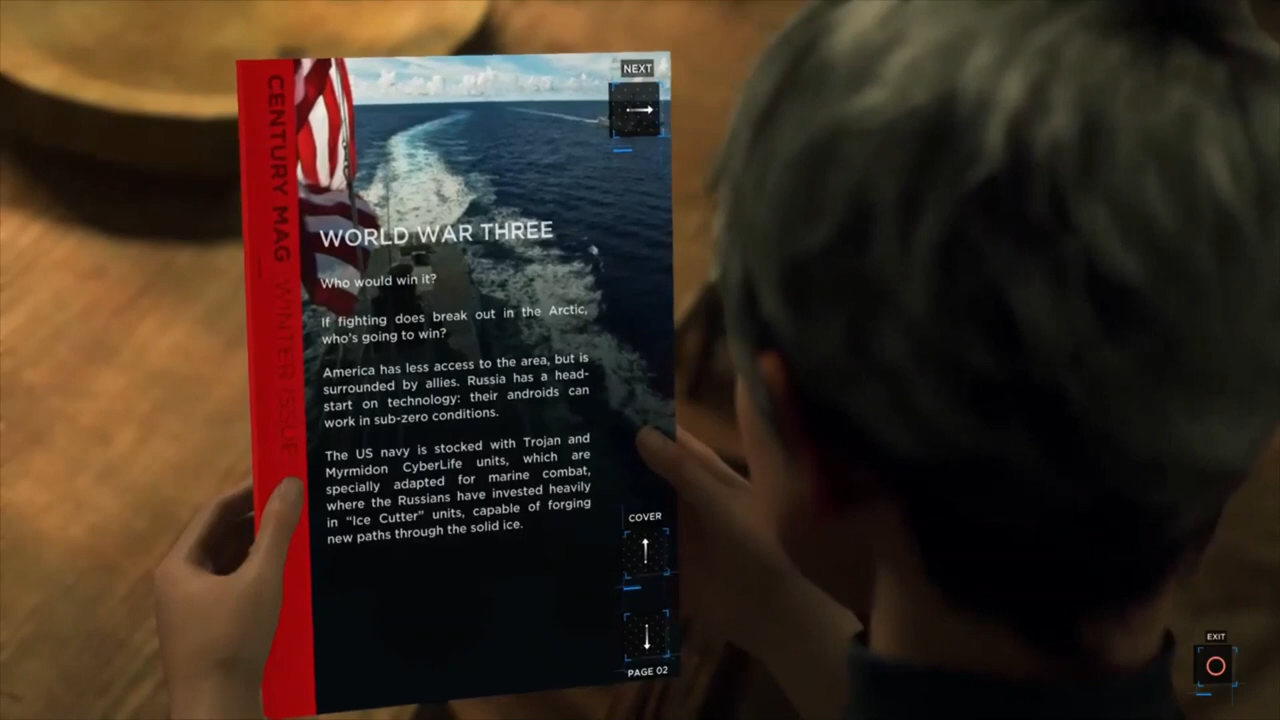 CENTURY MAG WINTER ISSUE
NEXT
WORLD WAR THREE
Who would win it?
If fighting does break out in the Arctic,
who's going to win?
America has less access to the area, but is
surrounded by allies. Russia has a head-
start on technology: their androids can
work in sub-zero conditions.
The US navy is stocked with Trojan and
Myrmidon CyberLife units, which are
specially adapted for marine combat,
where the Russians have invested heavily
in “Ice Cutter” units, capable of forging
new paths through the solid ice.
COVER
PAGE 02
EXIT